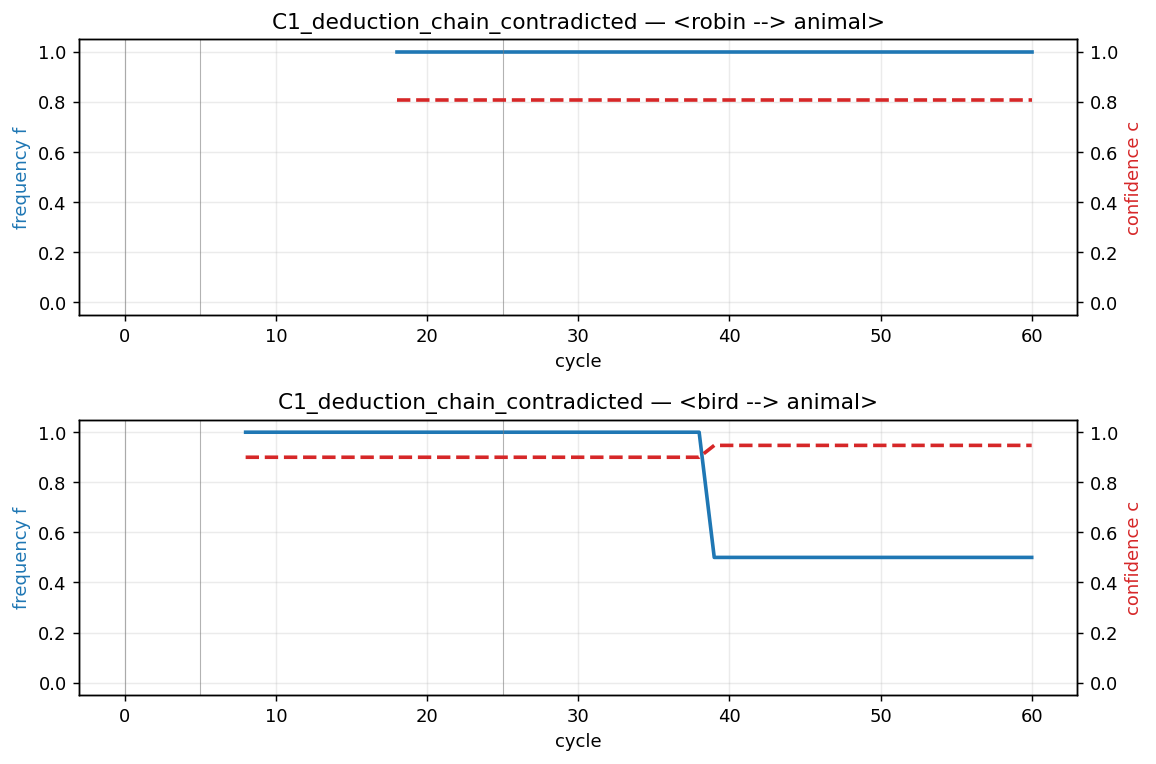 C1_deduction_chain_contradicted — <robin --> animal>
1.0
0.8
0.6
0.4
0.2
0.0
frequency f
1.0
0.8
0.6
0.4
0.2
0.0
confidence c
0 10 20 30 40 50 60
cycle
C1_deduction_chain_contradicted — <bird --> animal>
1.0
0.8
0.6
0.4
0.2
0.0
frequency f
1.0
0.8
0.6
0.4
0.2
0.0
confidence c
0 10 20 30 40 50 60
cycle